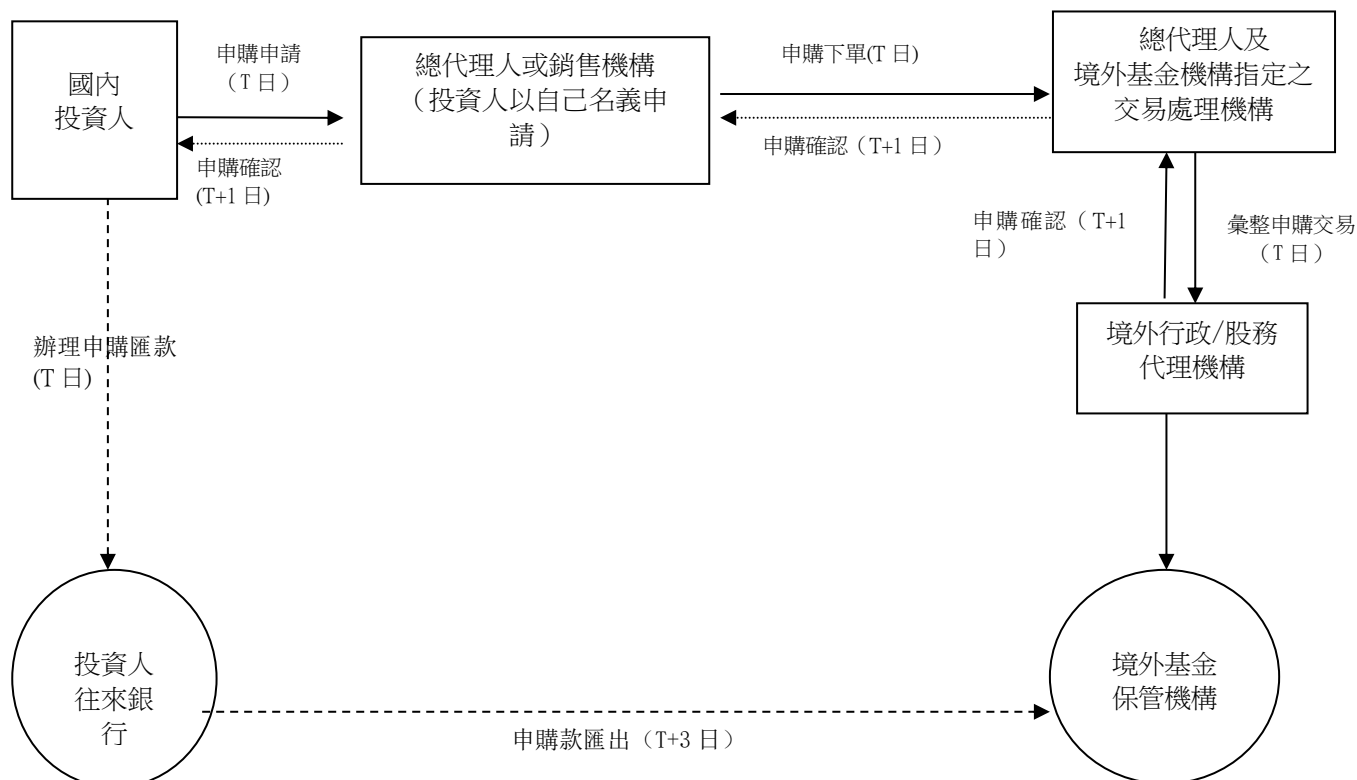 國內
投資人
申購申請
（T 日）
申購確認
(T+1 日)
總代理人或銷售機構
（投資人以自己名義申
請）
申購下單(T 日)
申購確認（T+1 日）
總代理人及
境外基金機構指定之
交易處理機構
申購確認（T+1
日）
彙整申購交易
（T 日）
境外行政/股務
代理機構
辦理申購匯款
(T 日)
投資人
往來銀
行
申購款匯出（T+3 日）
境外基金
保管機構